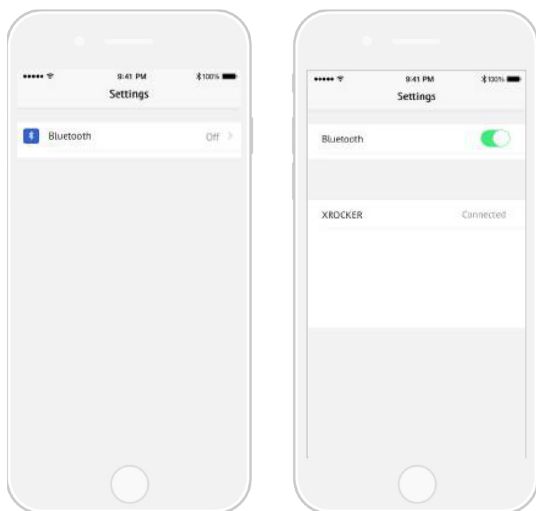 9:41 PM
100%
Settings
Bluetooth
Off
9:41 PM
100%
Settings
Bluetooth
XROCKER
Connected